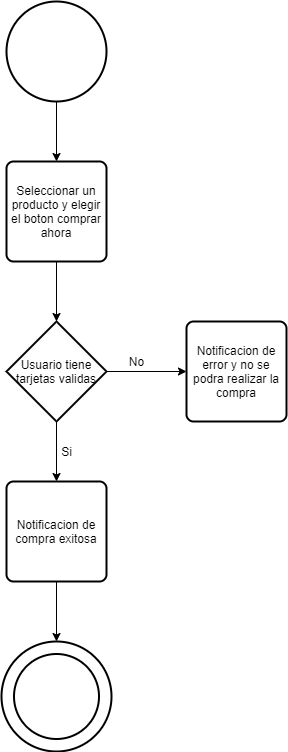 Seleccionar un
producto y elegir
el boton comprar
ahora
Usuario tiene
tarjetas validas
No
Notificacion de
error y no se
podra realizar la
compra
Si
Notificacion de
compra exitosa